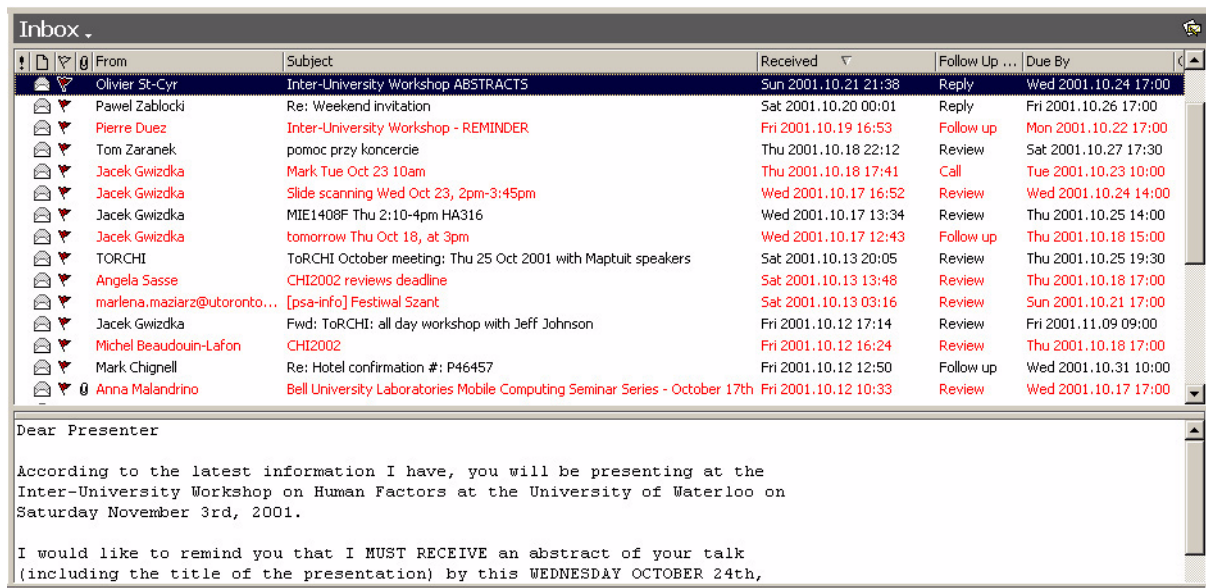 Inbox
! From Subject Received Follow Up ... Due By
Olivier St-Cyr Inter-University Workshop ABSTRACTS Sun 2001.10.21 21:38 Reply Wed 2001.10.24 17:00
Pawel Zablocki Re: Weekend invitation Sat 2001.10.20 00:01 Reply Fri 2001.10.26 17:00
Pierre Duez Inter-University Workshop - REMINDER Fri 2001.10.19 16:53 Follow up Mon 2001.10.22 17:00
Tom Zaranek pomoc przy koncercie Thu 2001.10.18 22:12 Review Sat 2001.10.27 17:30
Jacek Gwizdka Mark Tue Oct 23 10am Thu 2001.10.18 17:41 Call Tue 2001.10.23 10:00
Jacek Gwizdka Slide scanning Wed Oct 23, 2pm-3:45pm Wed 2001.10.17 16:52 Review Wed 2001.10.24 14:00
Jacek Gwizdka MIE1408F Thu 2:10-4pm HA316 Wed 2001.10.17 13:34 Review Thu 2001.10.25 14:00
Jacek Gwizdka tomorrow Thu Oct 18, at 3pm Wed 2001.10.17 12:43 Follow up Thu 2001.10.18 15:00
TORCHI ToRCHI October meeting: Thu 25 Oct 2001 with Maptuit speakers Sat 2001.10.13 20:05 Review Thu 2001.10.25 19:30
Angela Sasse CHI2002 reviews deadline Sat 2001.10.13 13:48 Review Thu 2001.10.18 17:00
marlena.maziarz@utoronto... [psa-info] Festiwal Szant Sat 2001.10.13 03:16 Review Sun 2001.10.21 17:00
Jacek Gwizdka Fwd: ToRCHI: all day workshop with Jeff Johnson Fri 2001.10.12 17:14 Review Fri 2001.11.09 09:00
Michel Beaudouin-Lafon CHI2002 Fri 2001.10.12 16:24 Review Thu 2001.10.18 17:00
Mark Chignell Re: Hotel confirmation #: P46457 Fri 2001.10.12 12:50 Follow up Wed 2001.10.31 10:00
Anna Malandrino Bell University Laboratories Mobile Computing Seminar Series - October 17th Fri 2001.10.12 10:33 Review Wed 2001.10.17 17:00
Dear Presenter
According to the latest information I have, you will be presenting at the
Inter-University Workshop on Human Factors at the University of Waterloo on
Saturday November 3rd, 2001.
I would like to remind you that I MUST RECEIVE an abstract of your talk
(including the title of the presentation) by this WEDNESDAY OCTOBER 24th,